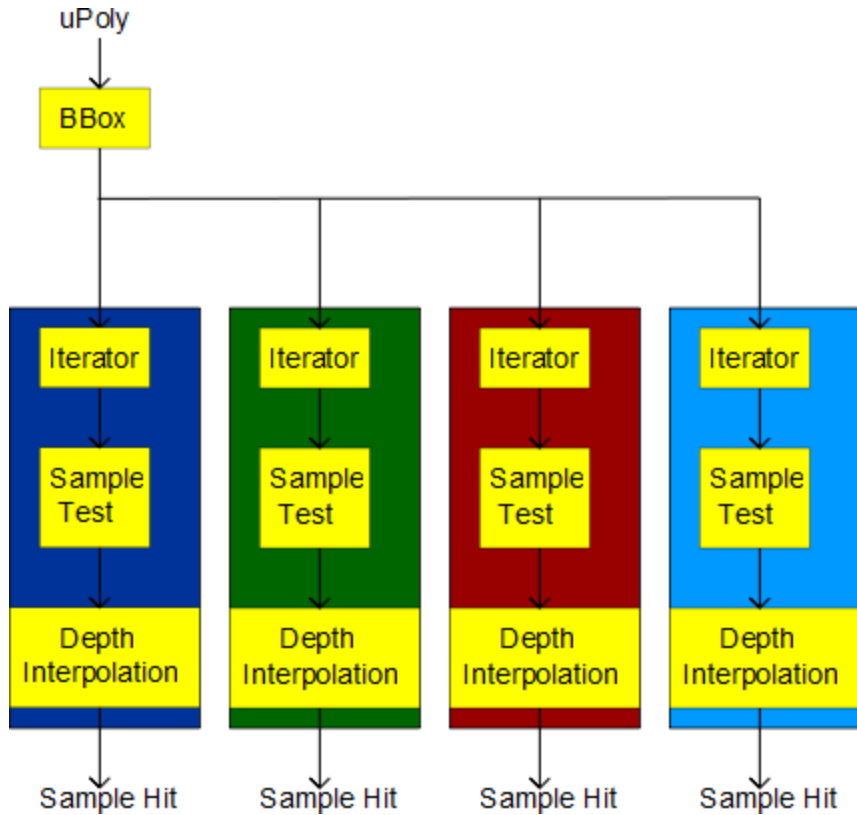 uPoly
BBox
Iterator
Iterator
Iterator
Iterator
Sample
Test
Sample
Test
Sample
Test
Sample
Test
Depth
Interpolation
Depth
Interpolation
Depth
Interpolation
Depth
Interpolation
Sample Hit
Sample Hit
Sample Hit
Sample Hit